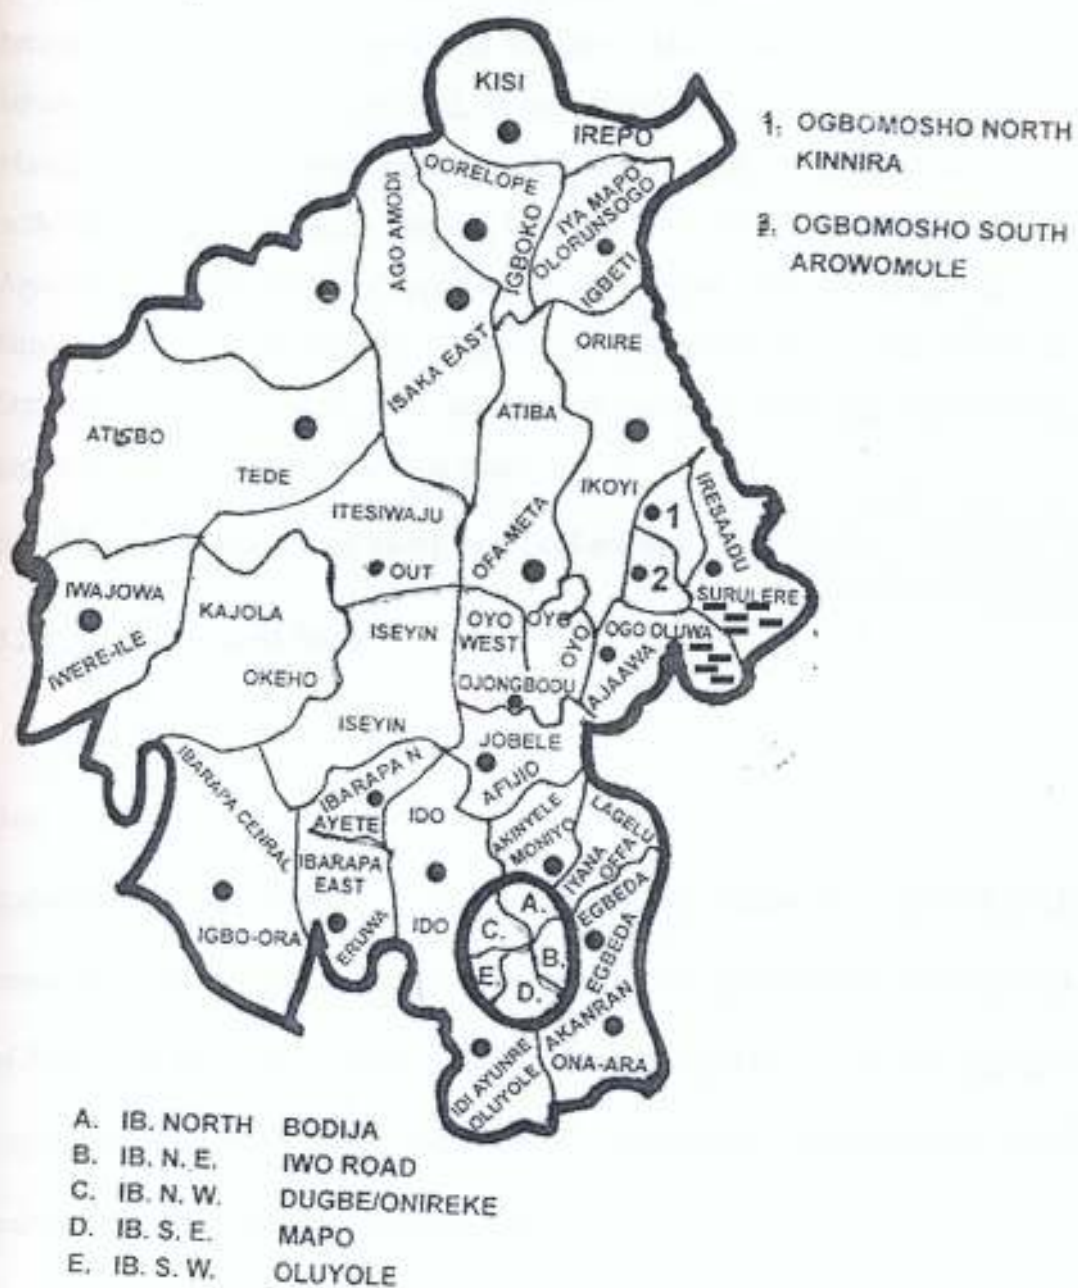 KISI
IREPO
1. OGBOMOSHO NORTH
KINNIRA
2. OGBOMOSHO SOUTH
AROWOMOLE
OORELOPE
IGBOKO
IYA MAPO
OLORUNSOGO
IGBETI
AGO AMODI
ISAKA EAST
ORIRE
ATIBA
ATISBO
TEDE
IKOYI
1
IRESAADU
ITESIWAJU
OFA-META
OUT
2
SURULERE
IWAJOWA
IWERE-ILE
KAJOLA
OKEHO
ISEYIN
ISEYIN
OYO
WEST
OYO
OYO
OJONGBODU
OGO OLUWA
AJAAWA
JOBELE
AFIJIO
IBARAPA CENRAL
IGBO-ORA
IBARAPA N
AYETE
IBARAPA
EAST
ERUWA
IDO
IDO
AKINYELE
MONIYO
LAGELU
IYANA
OFFA
EGBEDA
EGBEDA
A.
C.
B.
E.
D.
AKANRAN
ONA-ARA
IDI AYUNRE
OLUYOLE
A. IB. NORTH BODIJA
B. IB. N. E. IWO ROAD
C. IB. N. W. DUGBE/ONIREKE
D. IB. S. E. MAPO
E. IB. S. W. OLUYOLE